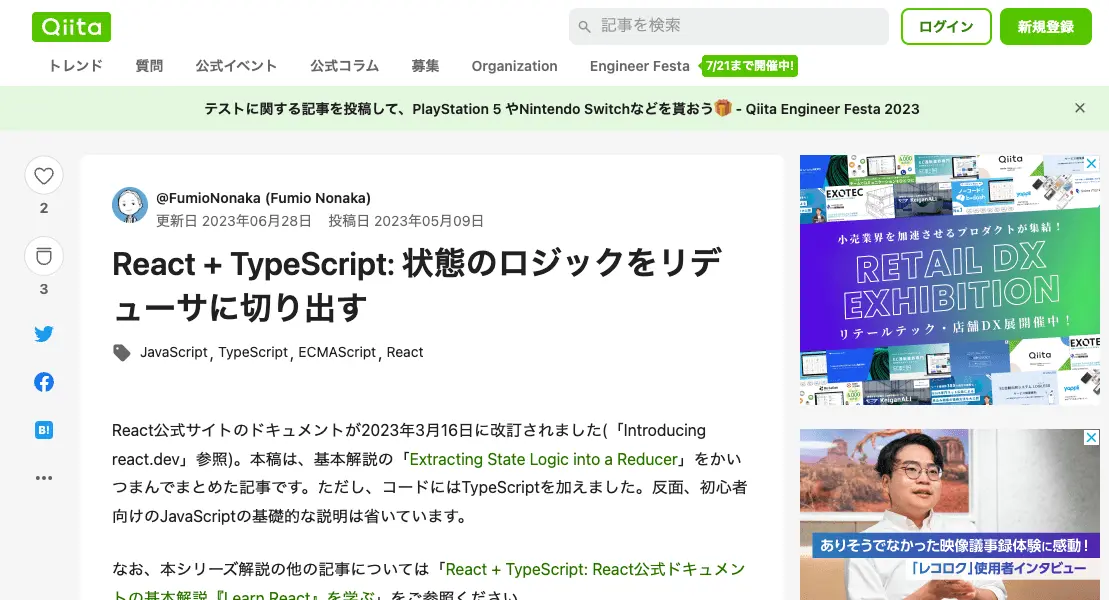 Qiita
記事を検索
ログイン
新規登録
トレンド
質問
公式イベント
公式コラム
募集
Organization
Engineer Festa
7/21まで開催中!
テストに関する記事を投稿して、PlayStation 5 やNintendo Switchなどを貰おう🎁 - Qiita Engineer Festa 2023
2
3
B!
@FumioNonaka (Fumio Nonaka)
更新日 2023年06月28日 投稿日 2023年05月09日
React + TypeScript: 状態のロジックをリデ
ューサに切り出す
JavaScript, TypeScript, ECMAScript, React
React公式サイトのドキュメントが2023年3月16日に改訂されました(「Introducing
react.dev」参照)。本稿は、基本解説の「Extracting State Logic into a Reducer」をかい
つまんでまとめた記事です。ただし、コードにはTypeScriptを加えました。反面、初心者
向けのJavaScriptの基礎的な説明は省いています。
なお、本シリーズ解説の他の記事については「React + TypeScript: React公式ドキュメン
トの基本解説『Learn React』を学ぶ」をご参照ください。
Qiita
EXOTEC
KeiganALI
yappli
小売業界を加速させるプロダクトが集結!
RETAIL DX
EXHIBITION
リテールテック・店舗DX展開催中!
EXOTE
Qiita
KeiganALI
yappli
ありそうでなかった映像議事録体験に感動!
「レコロク」使用者インタビュー